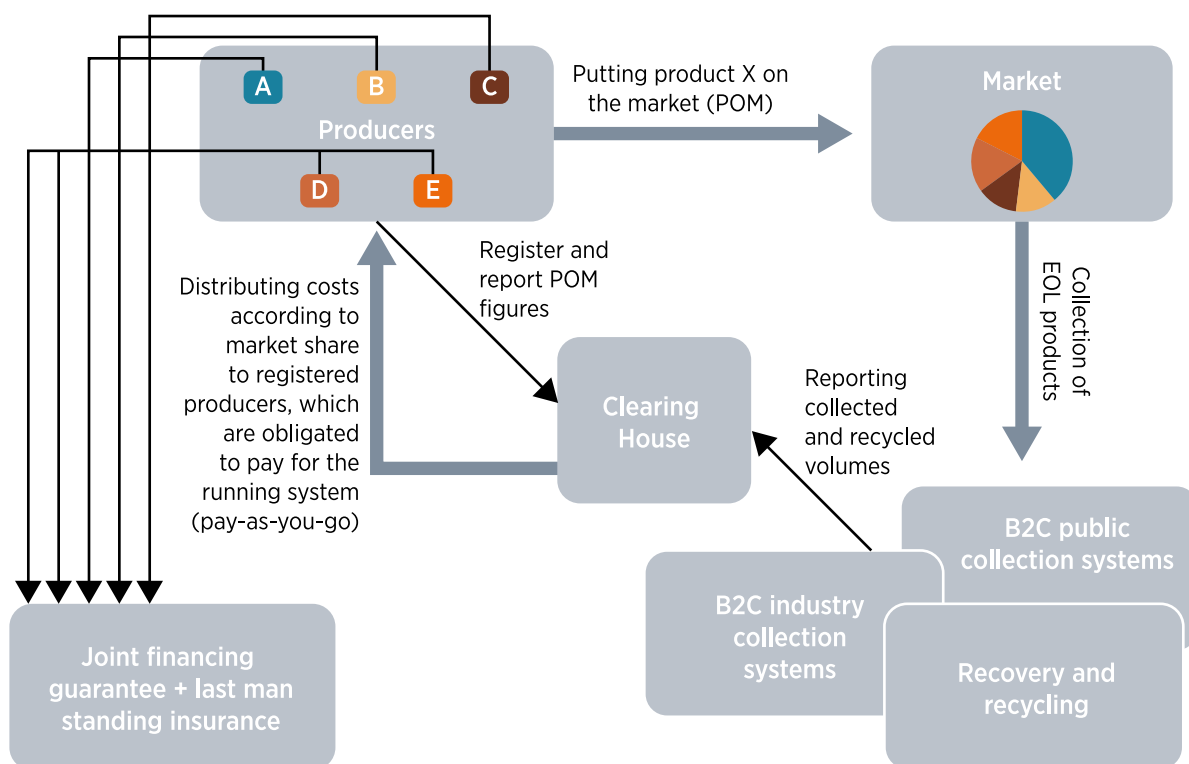 A
B
C
Producers
D
E
Putting product X on
the market (POM)
Market
Register and
report POM
figures
Distributing costs
according to
market share
to registered
producers, which
are obligated
to pay for the
running system
(pay-as-you-go)
Collection of
EOL products
Clearing
House
Reporting
collected
and recycled
volumes
B2C public
collection systems
B2C industry
collection
systems
Recovery and
recycling
Joint financing
guarantee + last man
standing insurance